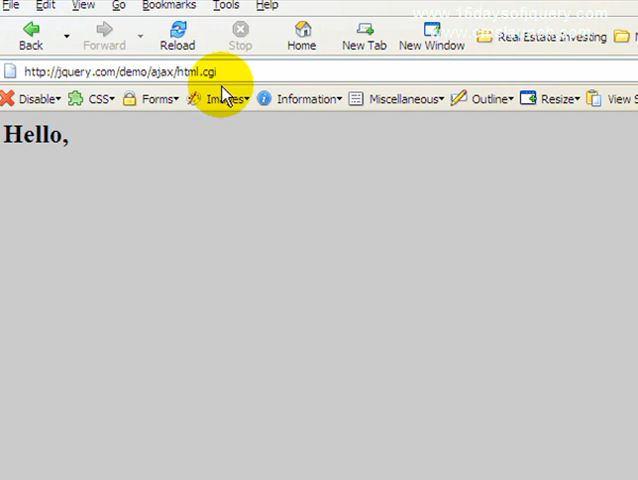 File Edit View Go Bookmarks Tools Help
www.15daysofjquery.com
Back Forward Reload Stop Home New Tab New Window Real Estate Investing
http://jquery.com/demo/ajax/html.cgi
Disable CSS Forms Images Information Miscellaneous Outline Resize View S
Hello,